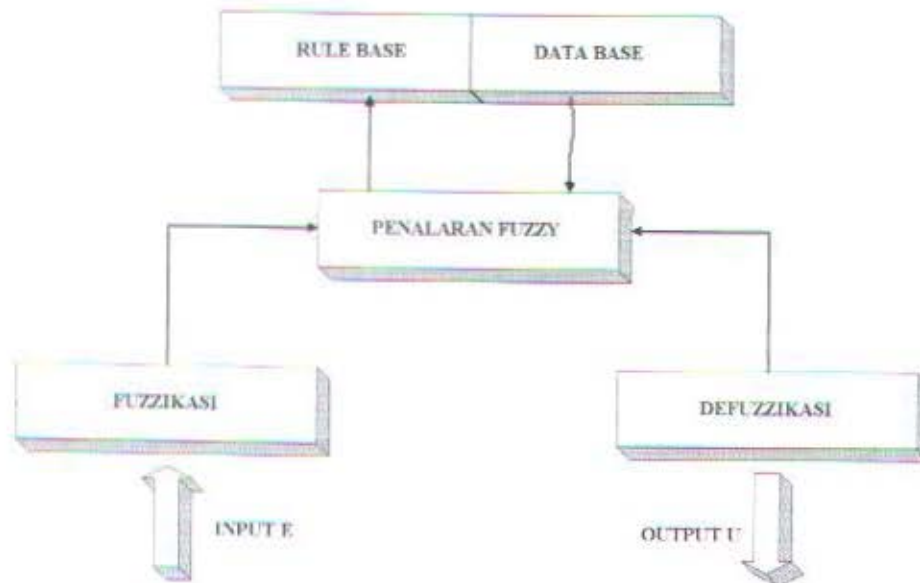 RULE BASE
DATA BASE
PENALARAN FUZZY
FUZZIKASI
DEFUZZIKASI
INPUT E
OUTPUT U